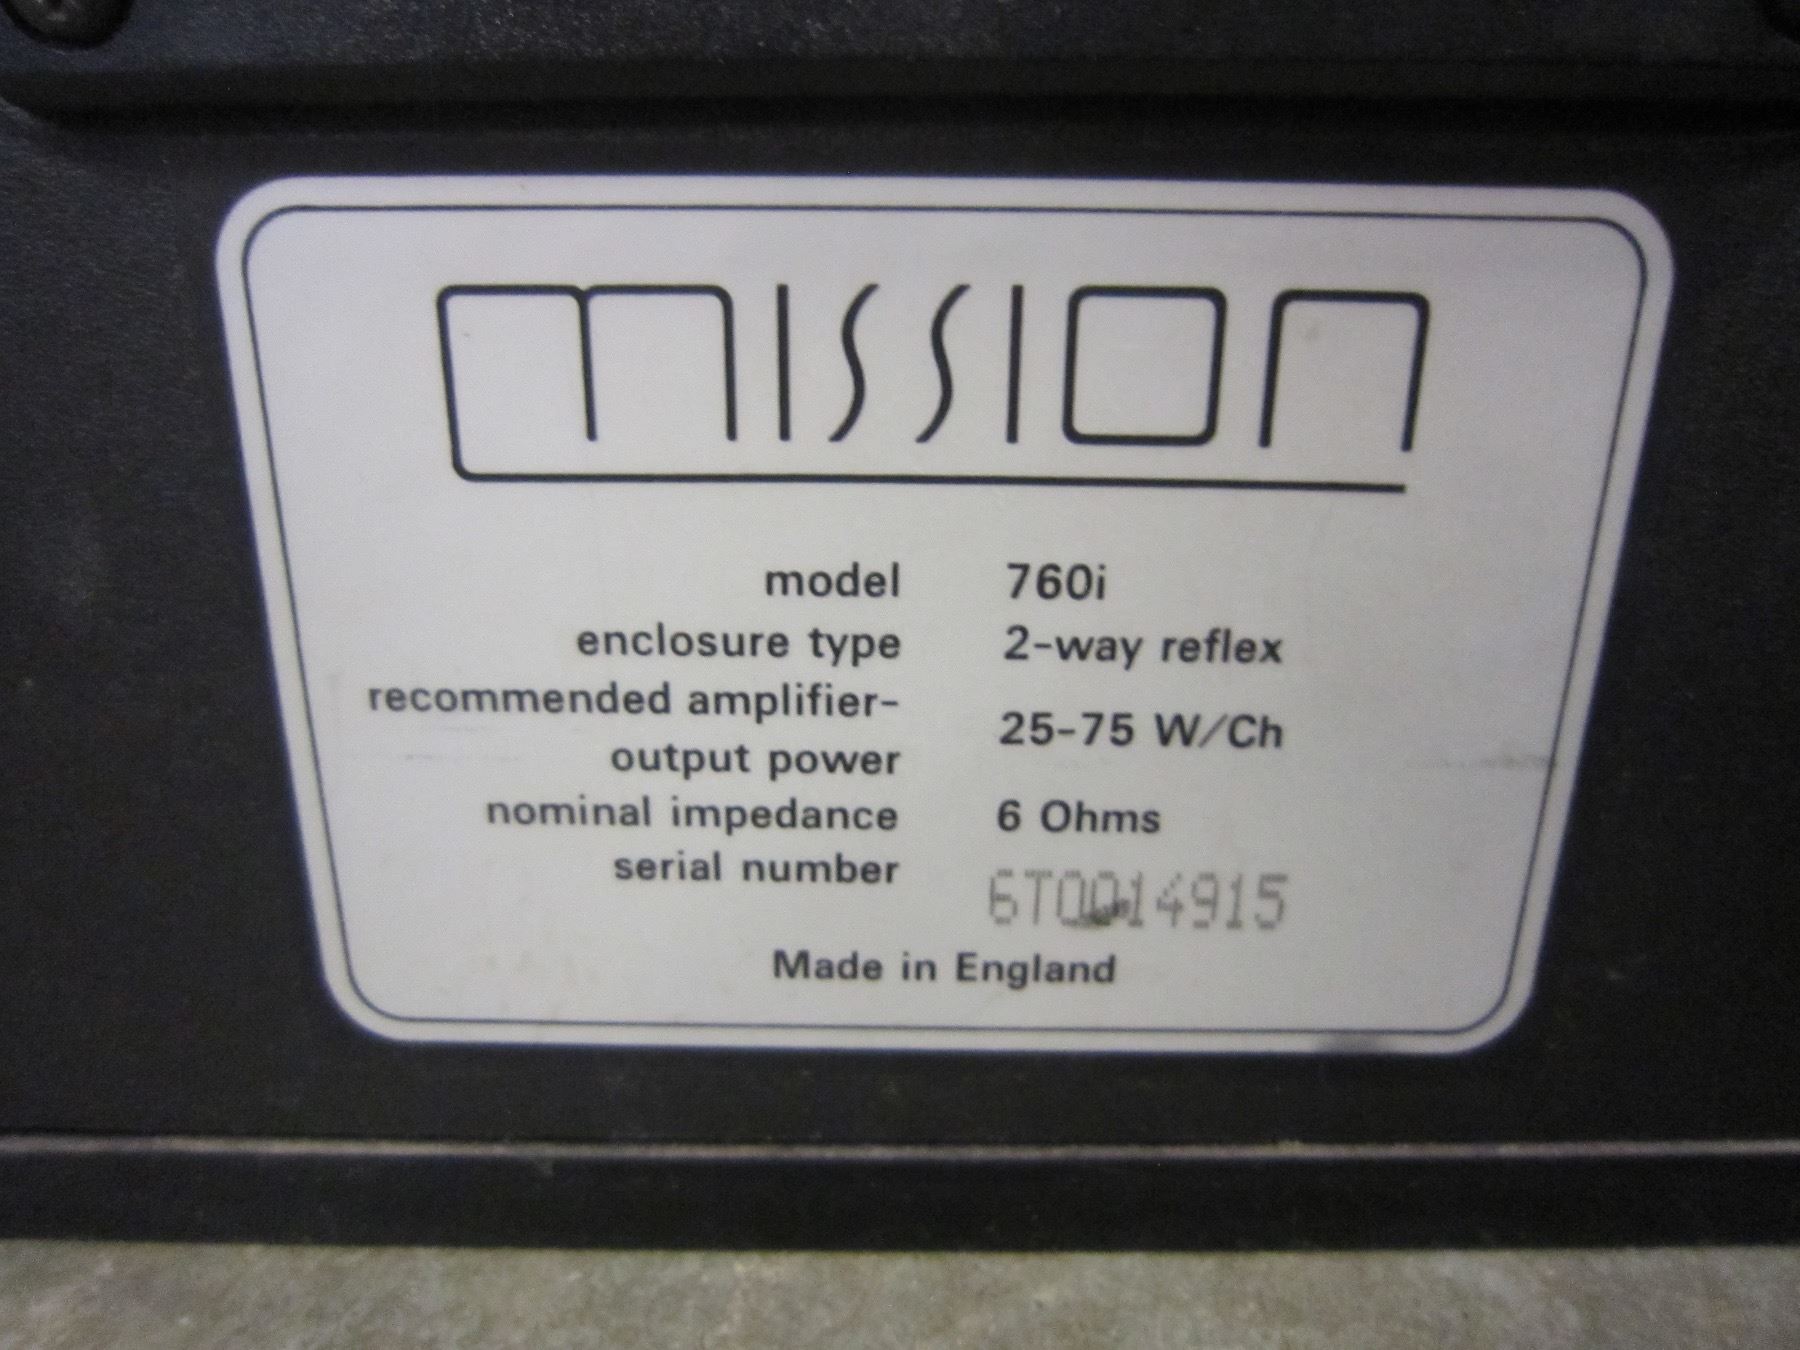 mission
model 760i
enclosure type 2-way reflex
recommended amplifier-
output power 25-75 W/Ch
nominal impedance 6 Ohms
serial number 6T0014915
Made in England